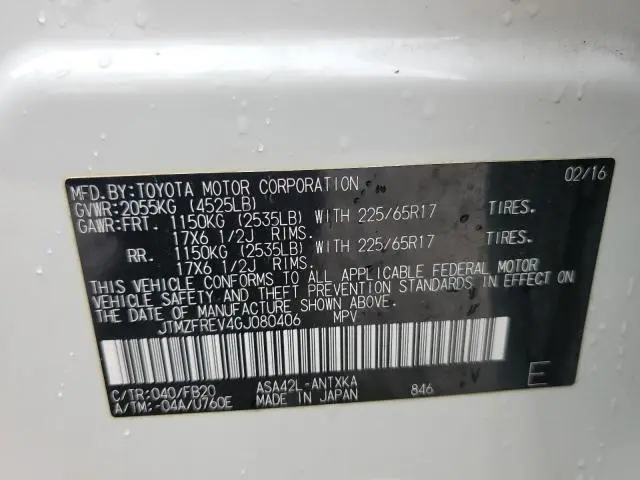 MFD.BY:TOYOTA MOTOR CORPORATION 02/16
GVWR:2055KG (4525LB)
GAWR:FRT. 1150KG (2535LB) WITH 225/65R17 TIRES.
17X6 1/2J RIMS.
RR. 1150KG (2535LB) WITH 225/65R17 TIRES.
17X6 1/2J RIMS.
THIS VEHICLE CONFORMS TO ALL APPLICABLE FEDERAL MOTOR
VEHICLE SAFETY AND THEFT PREVENTION STANDARDS IN EFFECT ON
THE DATE OF MANUFACTURE SHOWN ABOVE.
JTMZFREV4GJ080406 MPV
C/TR:040/FB20 ASA42L-ANTXKA 846 E
A/TM:-04A/U760E MADE IN JAPAN